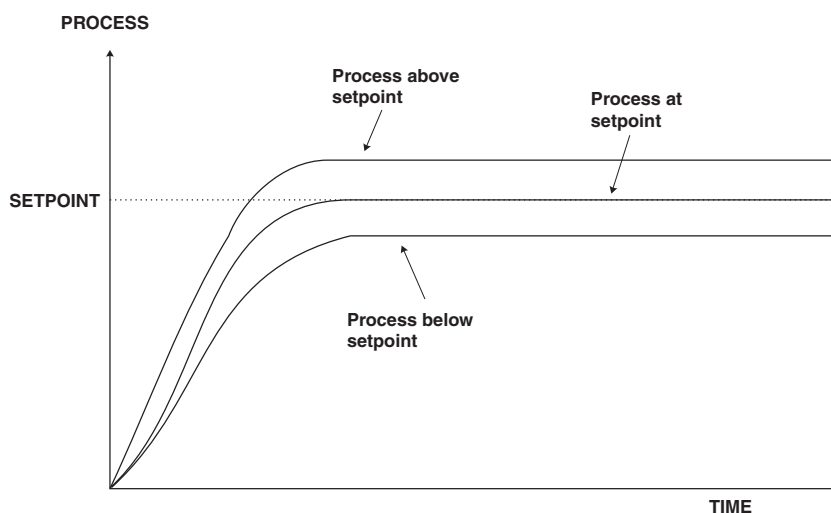 PROCESS
Process above
setpoint
Process at
setpoint
SETPOINT
Process below
setpoint
TIME